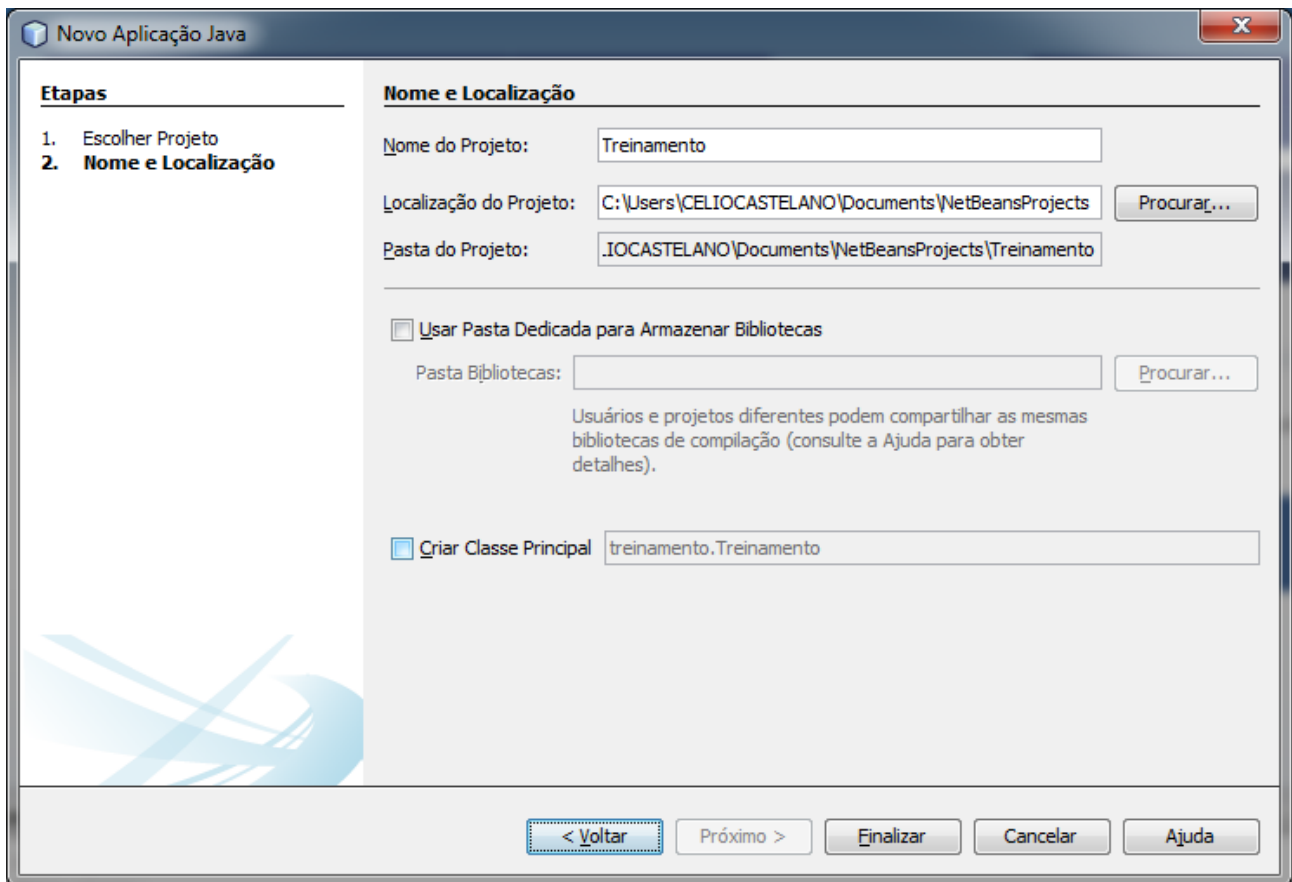 Novo Aplicação Java
Etapas
1. Escolher Projeto
2. Nome e Localização
Nome e Localização
Nome do Projeto: Treinamento
Localização do Projeto: C:\Users\CELIOCASTELANO\Documents\NetBeansProjects Procurar...
Pasta do Projeto: .IOCASTELANO\Documents\NetBeansProjects\Treinamento
Usar Pasta Dedicada para Armazenar Bibliotecas
Pasta Bibliotecas: Procurar...
Usuários e projetos diferentes podem compartilhar as mesmas
bibliotecas de compilação (consulte a Ajuda para obter
detalhes).
Criar Classe Principal treinamento.Treinamento
< Voltar Próximo > Finalizar Cancelar Ajuda